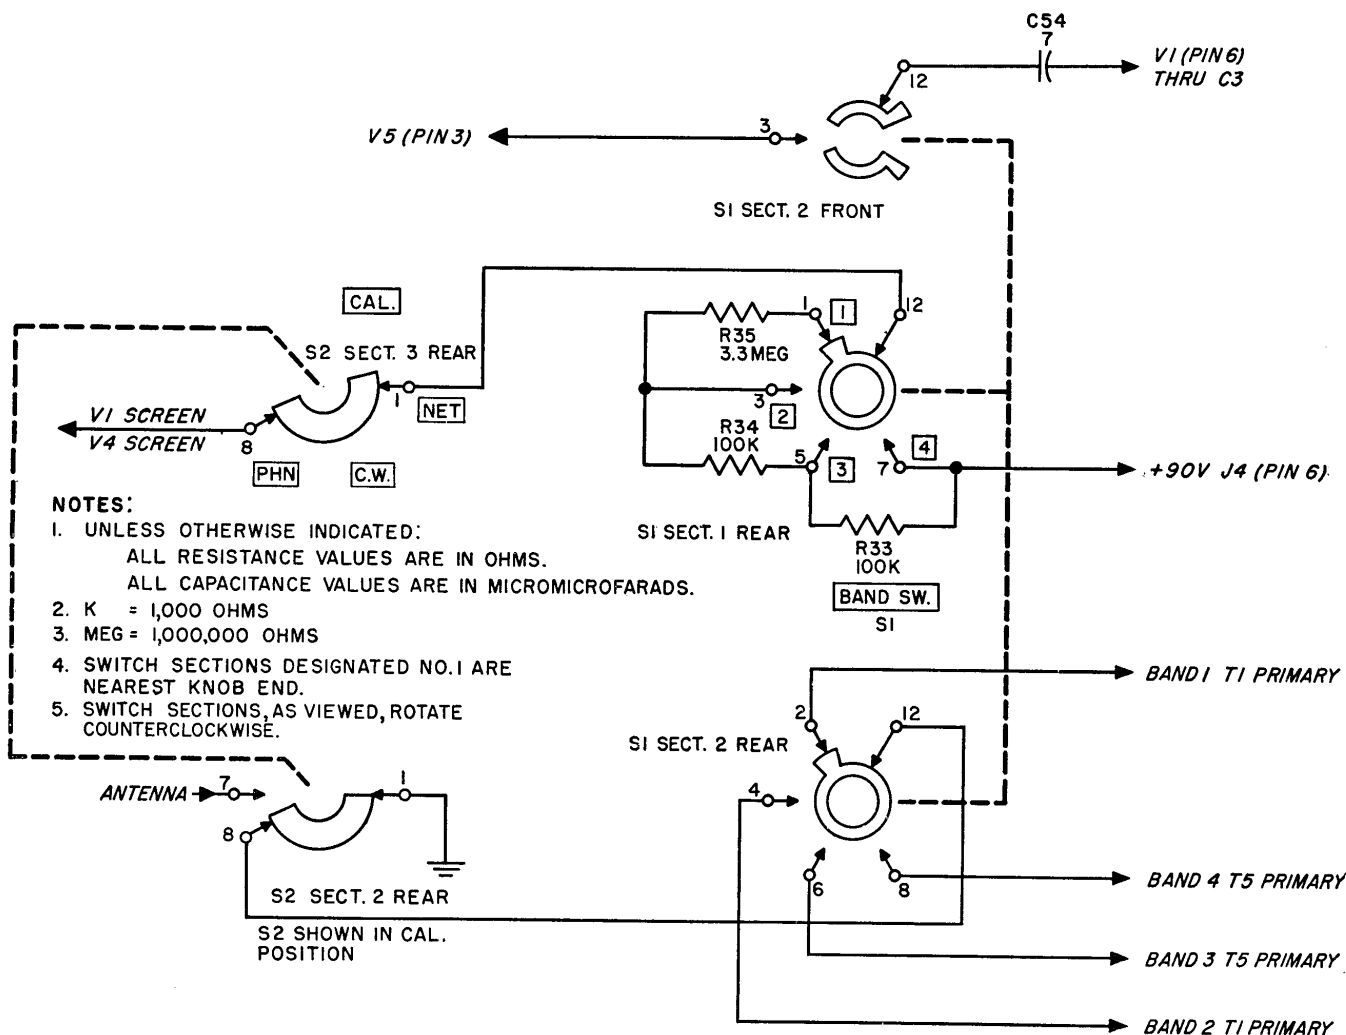 C54
7
V1 (PIN 6)
THRU C3
12
V5 (PIN 3)
3
S1 SECT. 2 FRONT
CAL.
S2 SECT. 3 REAR
1
NET
V1 SCREEN
V4 SCREEN
8
PHN
C.W.
1
1
12
R35
3.3 MEG
3
2
R34
100K
5
3
7
4
+90V J4 (PIN 6)
S1 SECT. 1 REAR
R33
100K
BAND SW.
S1
NOTES:
1. UNLESS OTHERWISE INDICATED:
ALL RESISTANCE VALUES ARE IN OHMS.
ALL CAPACITANCE VALUES ARE IN MICROMICROFARADS.
2. K = 1,000 OHMS
3. MEG = 1,000,000 OHMS
4. SWITCH SECTIONS DESIGNATED NO. 1 ARE
NEAREST KNOB END.
5. SWITCH SECTIONS, AS VIEWED, ROTATE
COUNTERCLOCKWISE.
BAND 1 T1 PRIMARY
2
12
S1 SECT. 2 REAR
4
6
8
ANTENNA
7
1
8
S2 SECT. 2 REAR
S2 SHOWN IN CAL.
POSITION
BAND 4 T5 PRIMARY
BAND 3 T5 PRIMARY
BAND 2 T1 PRIMARY